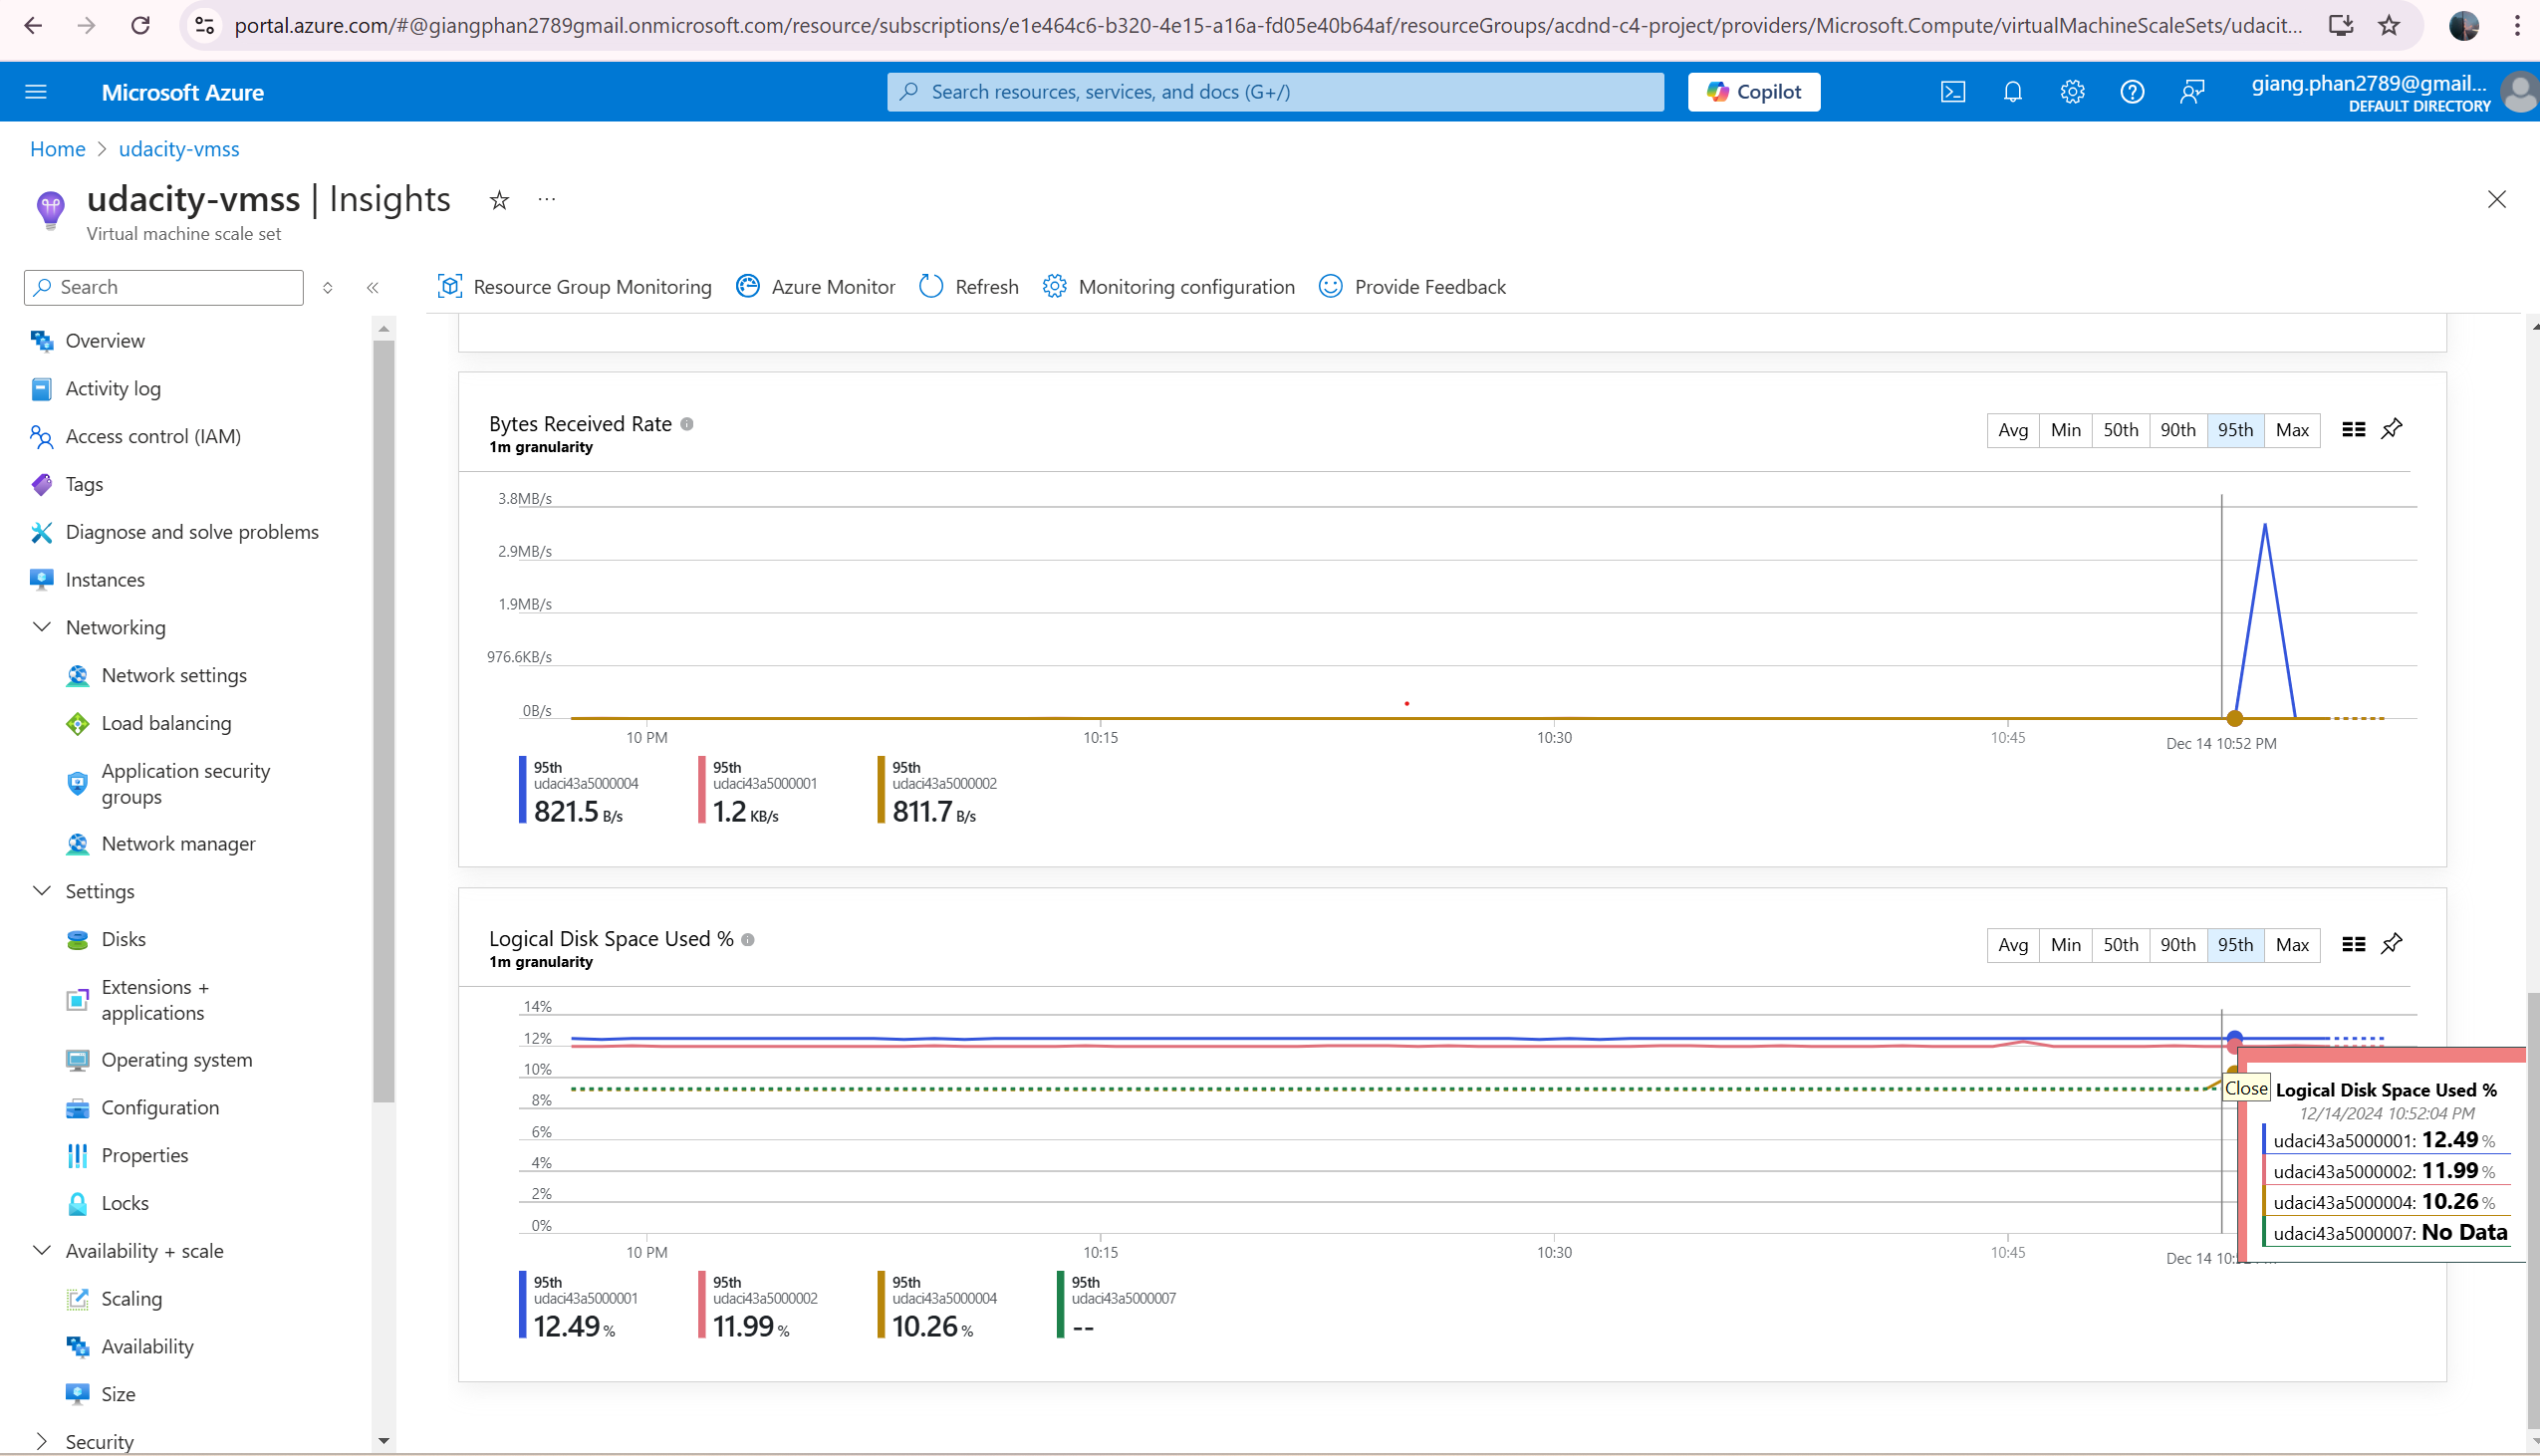 portal.azure.com/#@giangphan2789gmail.onmicrosoft.com/resource/subscriptions/e1e464c6-b320-4e15-a16a-fd05e40b64af/resourceGroups/acdnd-c4-project/providers/Microsoft.Compute/virtualMachineScaleSets/udacit...
Microsoft Azure
Search resources, services, and docs (G+/)
Copilot
giang.phan2789@gmail...
DEFAULT DIRECTORY
Home > udacity-vmss
udacity-vmss | Insights
Virtual machine scale set
Search
Resource Group Monitoring
Azure Monitor
Refresh
Monitoring configuration
Provide Feedback
Overview
Activity log
Access control (IAM)
Tags
Diagnose and solve problems
Instances
Networking
Network settings
Load balancing
Application security
groups
Network manager
Settings
Disks
Extensions +
applications
Operating system
Configuration
Properties
Locks
Availability + scale
Scaling
Availability
Size
Security
Bytes Received Rate
1m granularity
Avg Min 50th 90th 95th Max
3.8MB/s
2.9MB/s
1.9MB/s
976.6KB/s
0B/s
10 PM 10:15 10:30 10:45 Dec 14 10:52 PM
95th
udaci43a5000004
821.5 B/s
95th
udaci43a5000001
1.2 KB/s
95th
udaci43a5000002
811.7 B/s
Logical Disk Space Used %
1m granularity
Avg Min 50th 90th 95th Max
14%
12%
10%
8%
6%
4%
2%
0%
10 PM 10:15 10:30 10:45 Dec 14
95th
udaci43a5000001
12.49 %
95th
udaci43a5000002
11.99 %
95th
udaci43a5000004
10.26 %
95th
udaci43a5000007
--
Close
Logical Disk Space Used %
12/14/2024 10:52:04 PM
udaci43a5000001: 12.49 %
udaci43a5000002: 11.99 %
udaci43a5000004: 10.26 %
udaci43a5000007: No Data